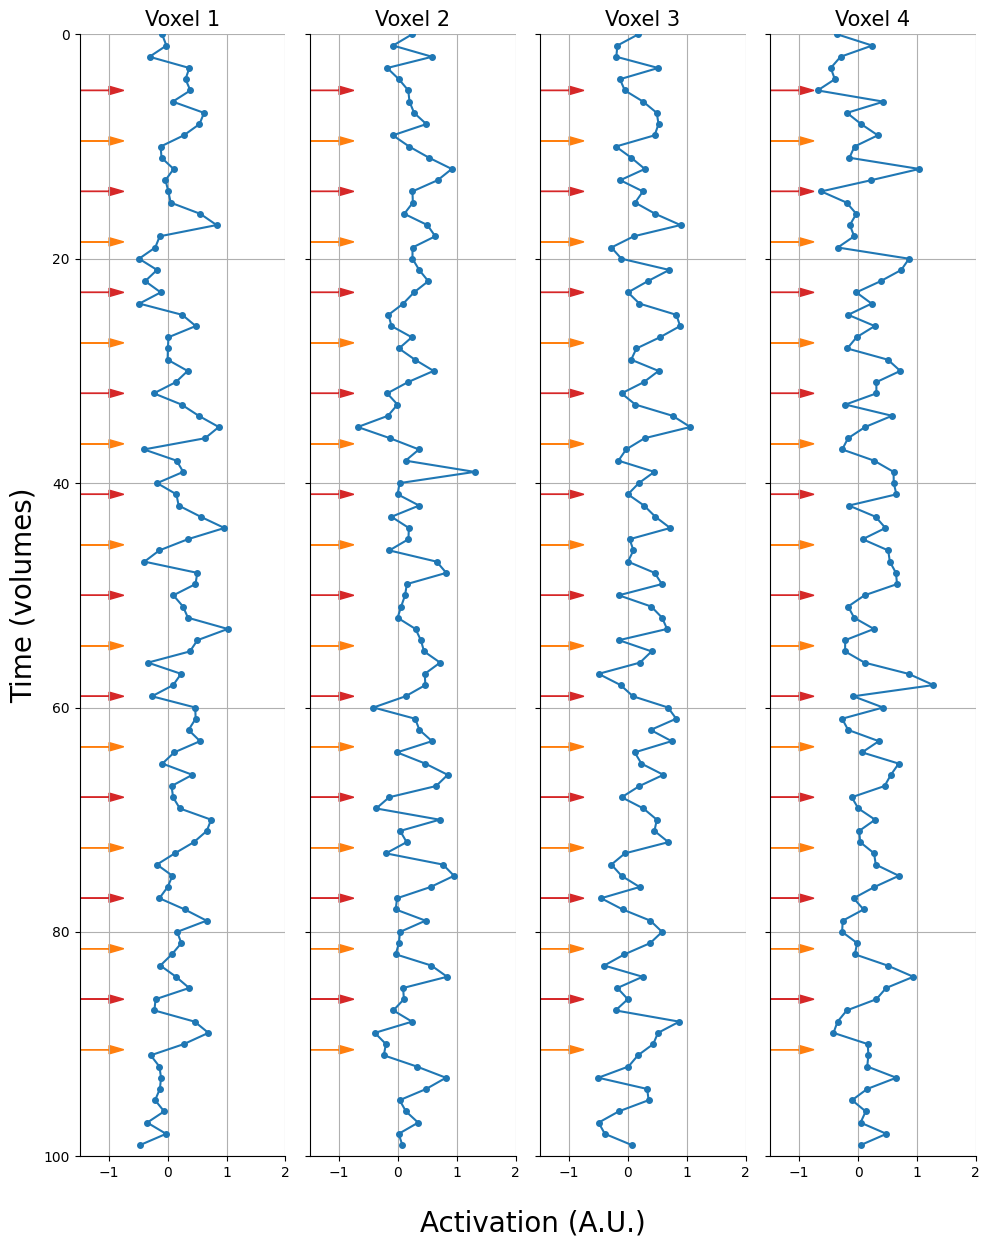 Voxel 1 Voxel 2 Voxel 3 Voxel 4
0
20
40
60
80
100
Time (volumes)
−1 0 1 2 −1 0 1 2 −1 0 1 2 −1 0 1 2
Activation (A.U.)